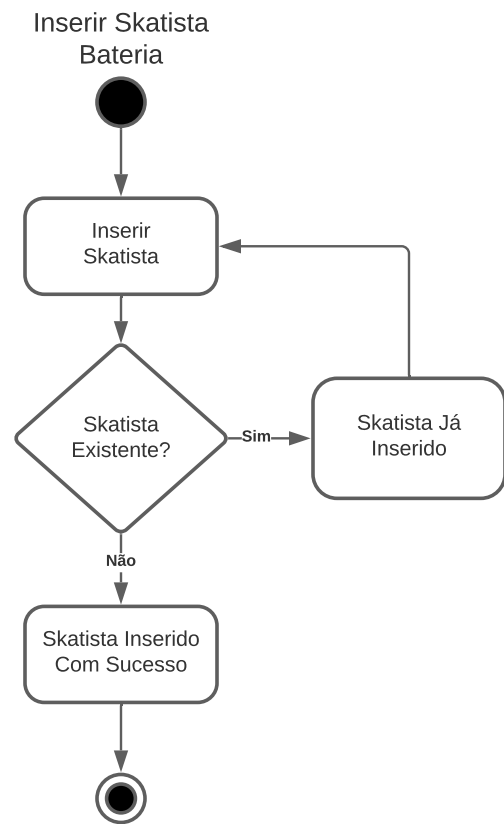 Inserir Skatista
Bateria
Inserir
Skatista
Skatista
Existente?
Sim
Skatista Já
Inserido
Não
Skatista Inserido
Com Sucesso